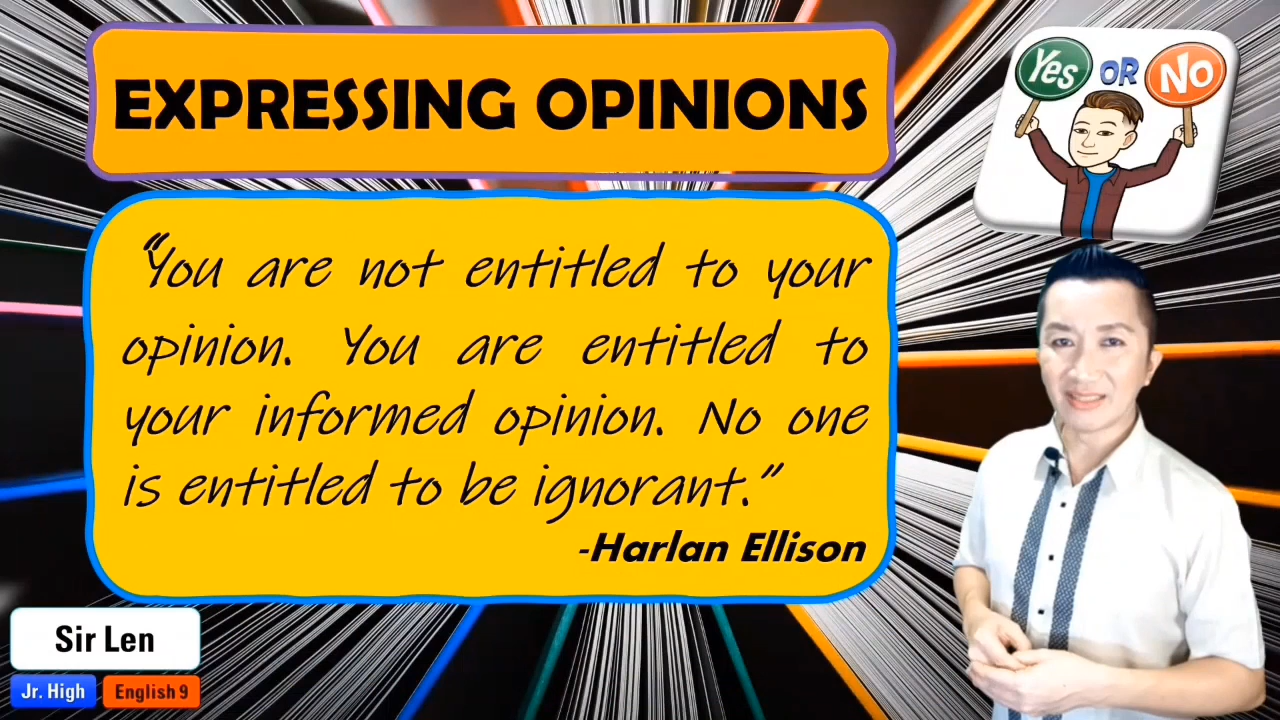 EXPRESSING OPINIONS
Yes OR No
“You are not entitled to your
opinion. You are entitled to
your informed opinion. No one
is entitled to be ignorant.”
-Harlan Ellison
Sir Len
Jr. High English 9